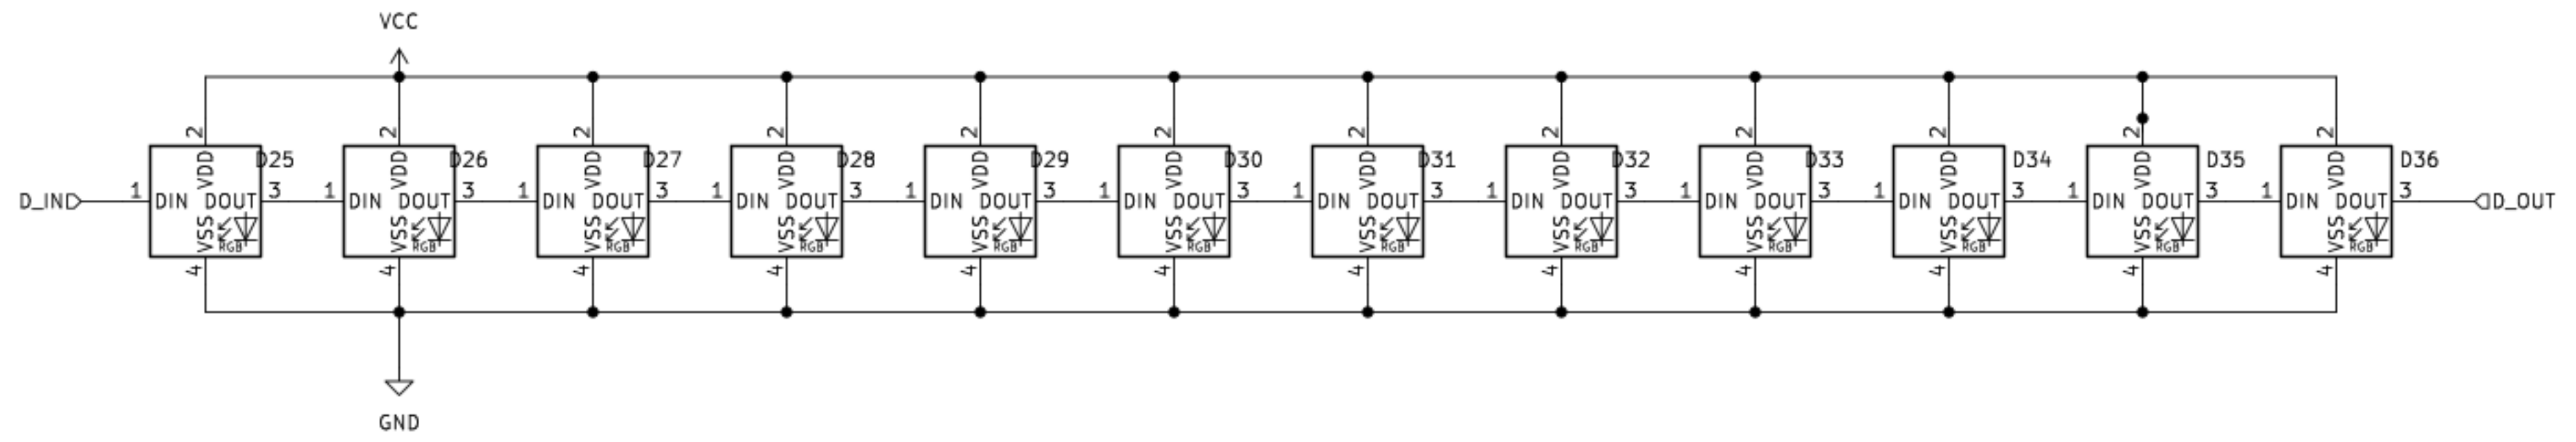 VCC
2 2 2 2 2 2 2 2 2 2 2 2
D25 D26 D27 D28 D29 D30 D31 D32 D33 D34 D35 D36
VDD VDD VDD VDD VDD VDD VDD VDD VDD VDD VDD VDD
D_IN 1 DIN DOUT 3 1 DIN DOUT 3 1 DIN DOUT 3 1 DIN DOUT 3 1 DIN DOUT 3 1 DIN DOUT 3 1 DIN DOUT 3 1 DIN DOUT 3 1 DIN DOUT 3 1 DIN DOUT 3 1 DIN DOUT 3 1 DIN DOUT 3 D_OUT
VSS RGB VSS RGB VSS RGB VSS RGB VSS RGB VSS RGB VSS RGB VSS RGB VSS RGB VSS RGB VSS RGB VSS RGB
4 4 4 4 4 4 4 4 4 4 4 4
GND